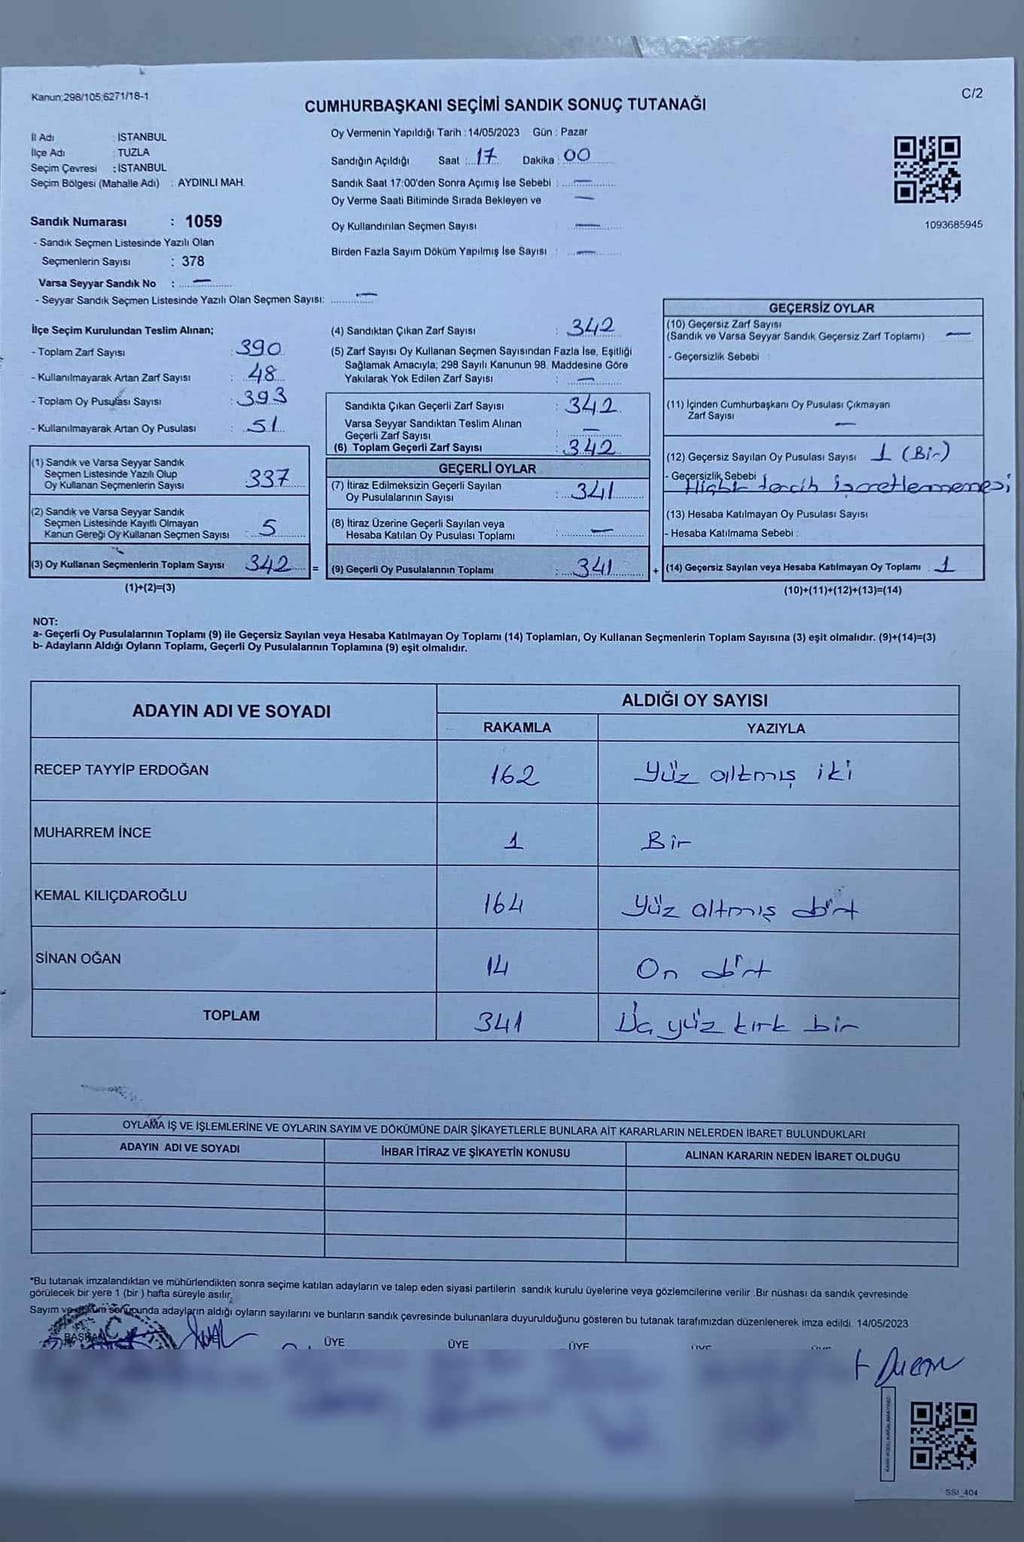 Kanun:298/105;6271/18-1
C/2
CUMHURBAŞKANI SEÇİMİ SANDIK SONUÇ TUTANAĞI
İl Adı : İSTANBUL
İlçe Adı : TUZLA
Seçim Çevresi : İSTANBUL
Seçim Bölgesi (Mahalle Adı) : AYDINLI MAH.
Oy Vermenin Yapıldığı Tarih : 14/05/2023 Gün : Pazar
Sandığın Açıldığı Saat : 17 Dakika : 00
Sandık Saat 17:00'den Sonra Açımış İse Sebebi : —
Oy Verme Saati Bitiminde Sırada Bekleyen ve —
Oy Kullandırılan Seçmen Sayısı —
Birden Fazla Sayım Döküm Yapılmış İse Sayısı : —
1093685945
Sandık Numarası : 1059
- Sandık Seçmen Listesinde Yazılı Olan
Seçmenlerin Sayısı : 378
Varsa Seyyar Sandık No : —
- Seyyar Sandık Seçmen Listesinde Yazılı Olan Seçmen Sayısı: —
İlçe Seçim Kurulundan Teslim Alınan;
- Toplam Zarf Sayısı : 390
- Kullanılmayarak Artan Zarf Sayısı : 48
- Toplam Oy Pusulası Sayısı : 393
- Kullanılmayarak Artan Oy Pusulası : 51
(1) Sandık ve Varsa Seyyar Sandık
Seçmen Listesinde Yazılı Olup
Oy Kullanan Seçmenlerin Sayısı : 337
(2) Sandık ve Varsa Seyyar Sandık
Seçmen Listesinde Kayıtlı Olmayan
Kanun Gereği Oy Kullanan Seçmen Sayısı : 5
(3) Oy Kullanan Seçmenlerin Toplam Sayısı : 342 =
(1)+(2)=(3)
(4) Sandıktan Çıkan Zarf Sayısı : 342
(5) Zarf Sayısı Oy Kullanan Seçmen Sayısından Fazla İse, Eşitliği
Sağlamak Amacıyla; 298 Sayılı Kanunun 98. Maddesine Göre
Yakılarak Yok Edilen Zarf Sayısı : —
Sandıkta Çıkan Geçerli Zarf Sayısı : 342
Varsa Seyyar Sandıktan Teslim Alınan
Geçerli Zarf Sayısı : —
(6) Toplam Geçerli Zarf Sayısı : 342
GEÇERLİ OYLAR
(7) İtiraz Edilmeksizin Geçerli Sayılan
Oy Pusulalarının Sayısı : 341
(8) İtiraz Üzerine Geçerli Sayılan veya
Hesaba Katılan Oy Pusulası Toplamı : —
(9) Geçerli Oy Pusulalarının Toplamı : 341 +
GEÇERSİZ OYLAR
(10) Geçersiz Zarf Sayısı
(Sandık ve Varsa Seyyar Sandık Geçersiz Zarf Toplamı) —
- Geçersizlik Sebebi :
(11) İçinden Cumhurbaşkanı Oy Pusulası Çıkmayan
Zarf Sayısı —
(12) Geçersiz Sayılan Oy Pusulası Sayısı 1 (Bir)
- Geçersizlik Sebebi
Hiçbir tercih işaretlenmemesi
(13) Hesaba Katılmayan Oy Pusulası Sayısı
- Hesaba Katılmama Sebebi :
(14) Geçersiz Sayılan veya Hesaba Katılmayan Oy Toplamı 1
(10)+(11)+(12)+(13)=(14)
NOT:
a- Geçerli Oy Pusulalarının Toplamı (9) ile Geçersiz Sayılan veya Hesaba Katılmayan Oy Toplamı (14) Toplamları, Oy Kullanan Seçmenlerin Toplam Sayısına (3) eşit olmalıdır. (9)+(14)=(3)
b- Adayların Aldığı Oyların Toplamı, Geçerli Oy Pusulalarının Toplamına (9) eşit olmalıdır.
ADAYIN ADI VE SOYADI
ALDIĞI OY SAYISI
RAKAMLA YAZIYLA
RECEP TAYYİP ERDOĞAN 162 Yüz altmış iki
MUHARREM İNCE 1 Bir
KEMAL KILIÇDAROĞLU 164 Yüz altmış dört
SİNAN OĞAN 14 On dört
TOPLAM 341 Üç yüz kırk bir
OYLAMA İŞ VE İŞLEMLERİNE VE OYLARIN SAYIM VE DÖKÜMÜNE DAİR ŞİKAYETLERLE BUNLARA AİT KARARLARIN NELERDEN İBARET BULUNDUKLARI
ADAYIN ADI VE SOYADI İHBAR İTİRAZ VE ŞİKAYETİN KONUSU ALINAN KARARIN NEDEN İBARET OLDUĞU
*Bu tutanak imzalandıktan ve mühürlendikten sonra seçime katılan adayların ve talep eden siyasi partilerin sandık kurulu üyelerine veya gözlemcilerine verilir. Bir nüshası da sandık çevresinde
görülecek bir yere 1 (bir ) hafta süreyle asılır.
Sayım ve döküm sonunda adayların aldığı oyların sayılarını ve bunların sandık çevresinde bulunanlara duyurulduğunu gösteren bu tutanak tarafımızdan düzenlenerek imza edildi. 14/05/2023
BAŞKAN ÜYE ÜYE ÜYE
SSI_404